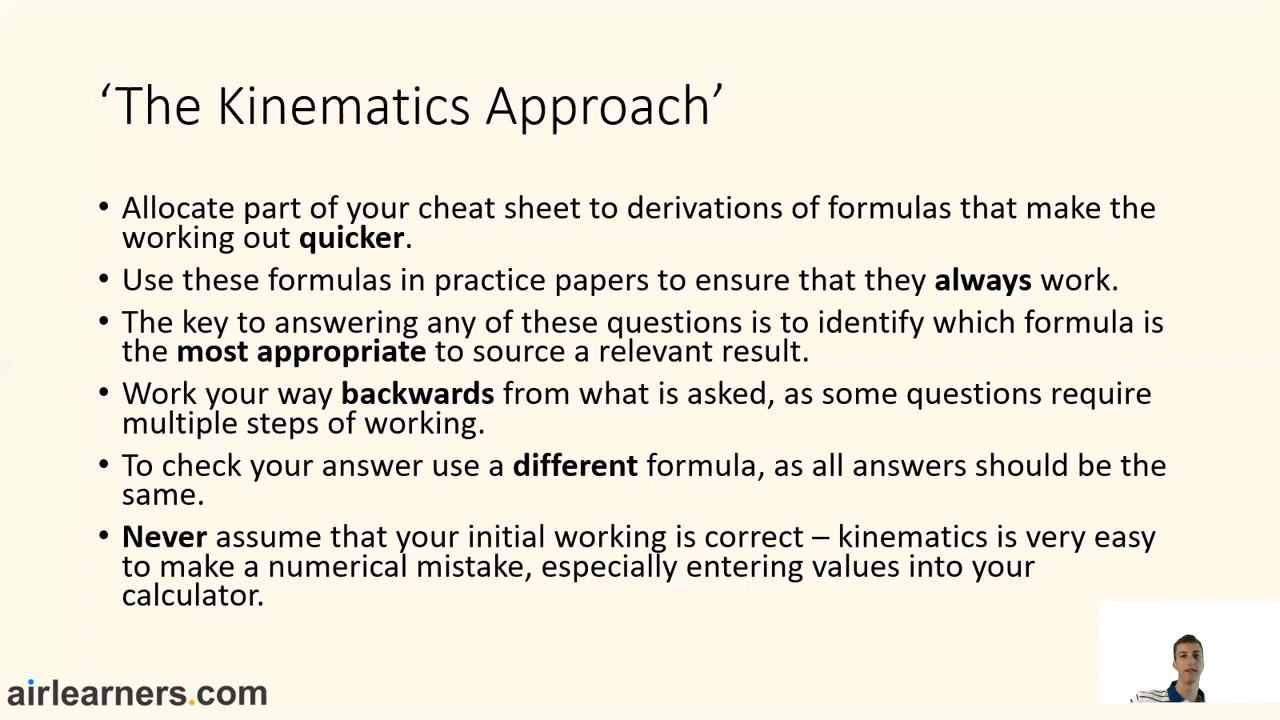 ‘The Kinematics Approach’
• Allocate part of your cheat sheet to derivations of formulas that make the
working out quicker.
• Use these formulas in practice papers to ensure that they always work.
• The key to answering any of these questions is to identify which formula is
the most appropriate to source a relevant result.
• Work your way backwards from what is asked, as some questions require
multiple steps of working.
• To check your answer use a different formula, as all answers should be the
same.
• Never assume that your initial working is correct – kinematics is very easy
to make a numerical mistake, especially entering values into your
calculator.
airlearners.com